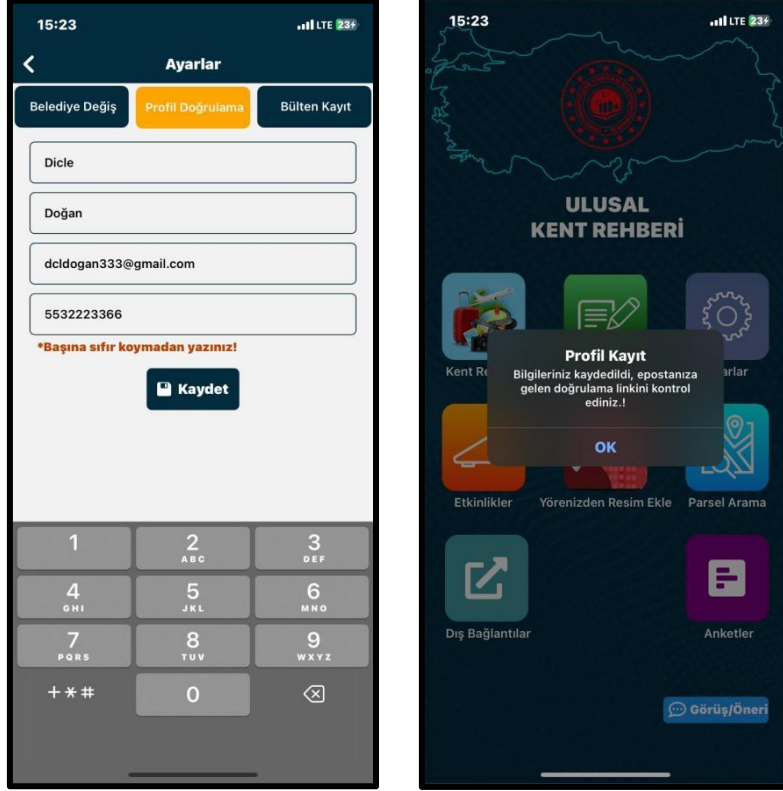 15:23
LTE 23
Ayarlar
Belediye Değiş
Profil Doğrulama
Bülten Kayıt
Dicle
Doğan
dcldogan333@gmail.com
5532223366
*Başına sıfır koymadan yazınız!
Kaydet
1
2
ABC
3
DEF
4
GHI
5
JKL
6
MNO
7
PQRS
8
TUV
9
WXYZ
+*#
0
15:23
LTE 23
ULUSAL
KENT REHBERİ
Kent Re
arlar
Profil Kayıt
Bilgileriniz kaydedildi, epostanıza
gelen doğrulama linkini kontrol
ediniz.!
OK
Etkinlikler
Yörenizden Resim Ekle
Parsel Arama
Dış Bağlantılar
Anketler
Görüş/Öneri